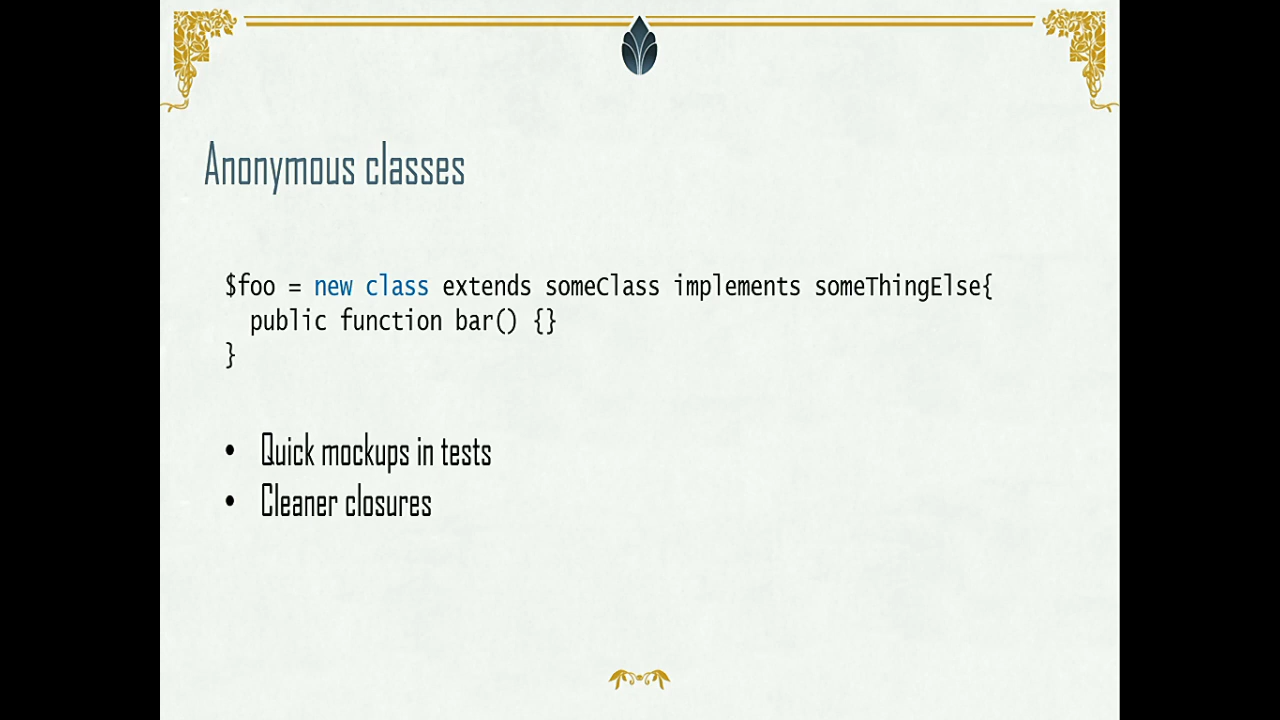 Anonymous classes
$foo = new class extends someClass implements someThingElse{
  public function bar() {}
}
• Quick mockups in tests
• Cleaner closures